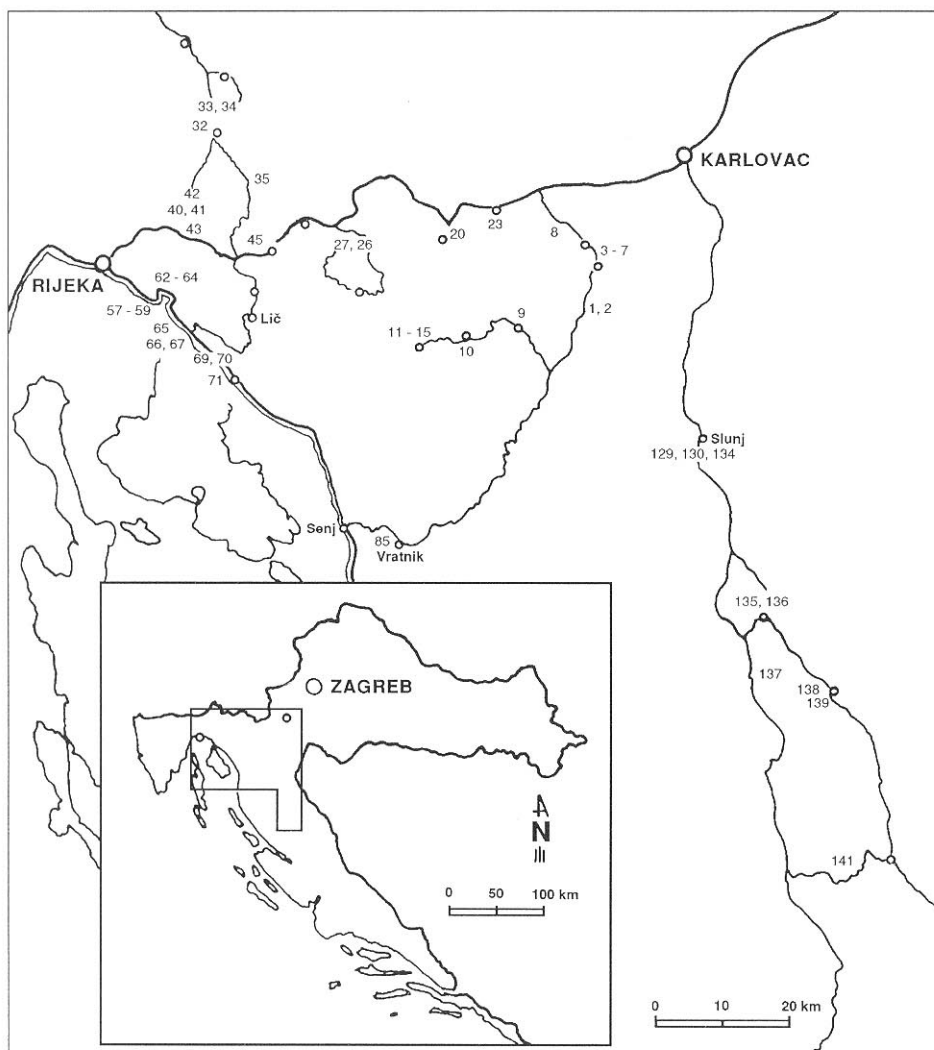 33, 34
32
KARLOVAC
35
42
40, 41
43
23
8
20
45
27, 26
3 - 7
RIJEKA
62 - 64
57 - 59
1, 2
Lič
9
65
11 - 15
10
66, 67
69, 70
71
Slunj
129, 130, 134
Senj
85
Vratnik
135, 136
137
138
139
141
ZAGREB
N
0 50 100 km
0 10 20 km